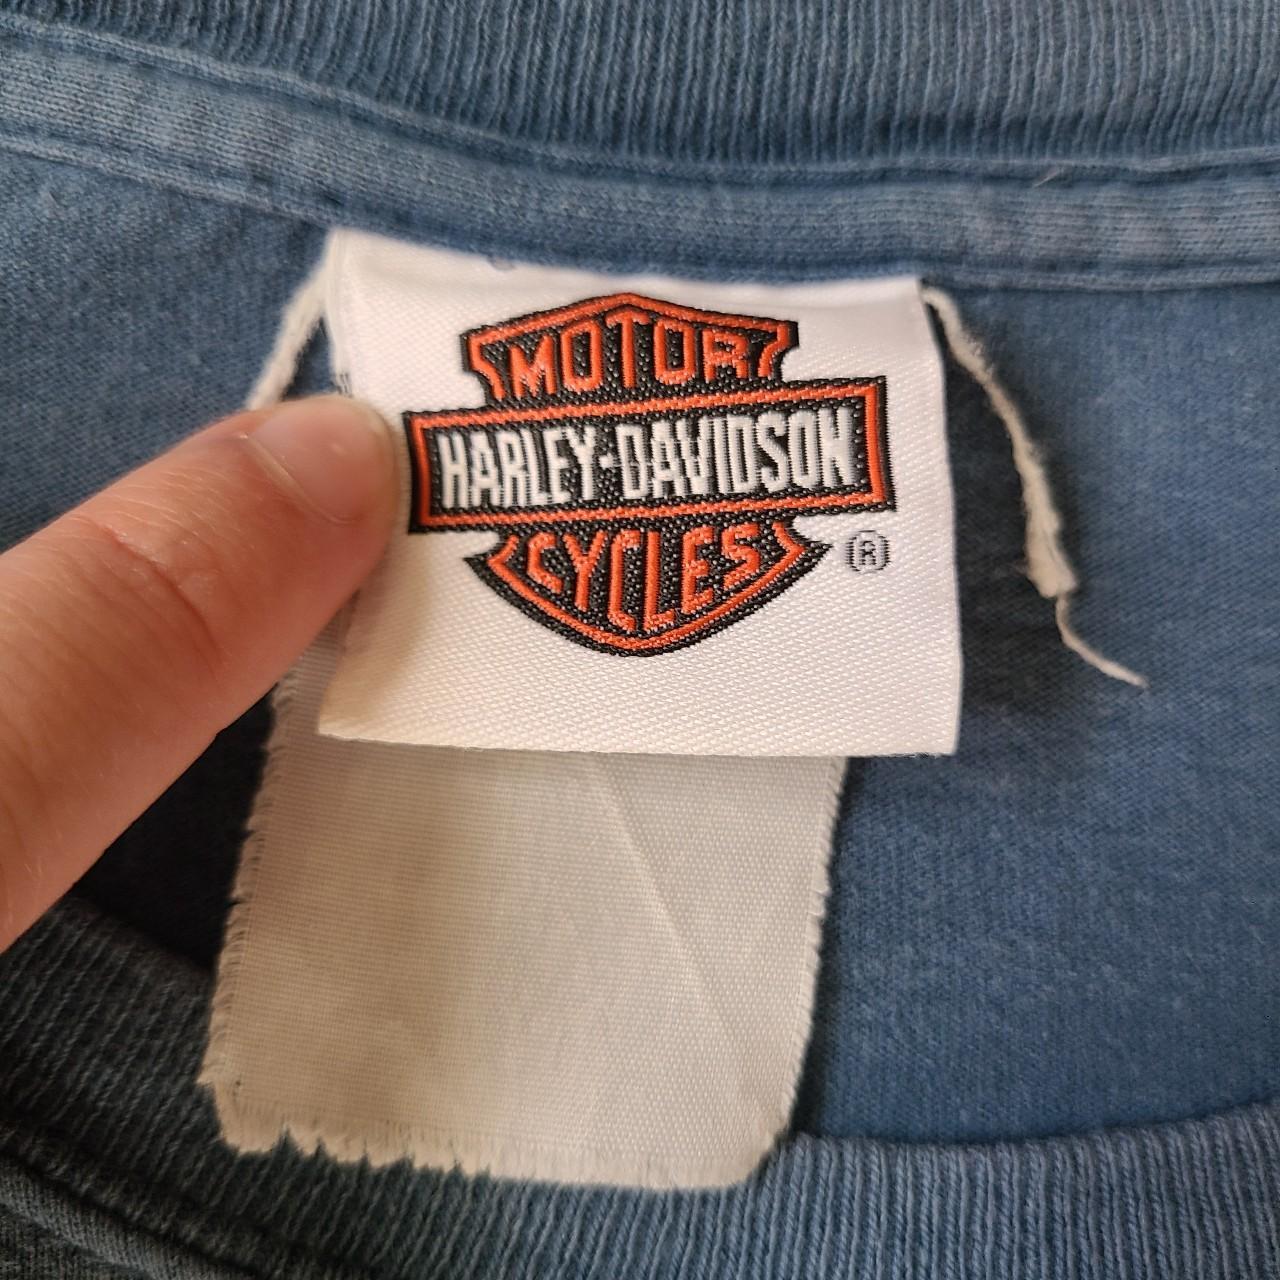 MOTOR
HARLEY-DAVIDSON
CYCLES
®